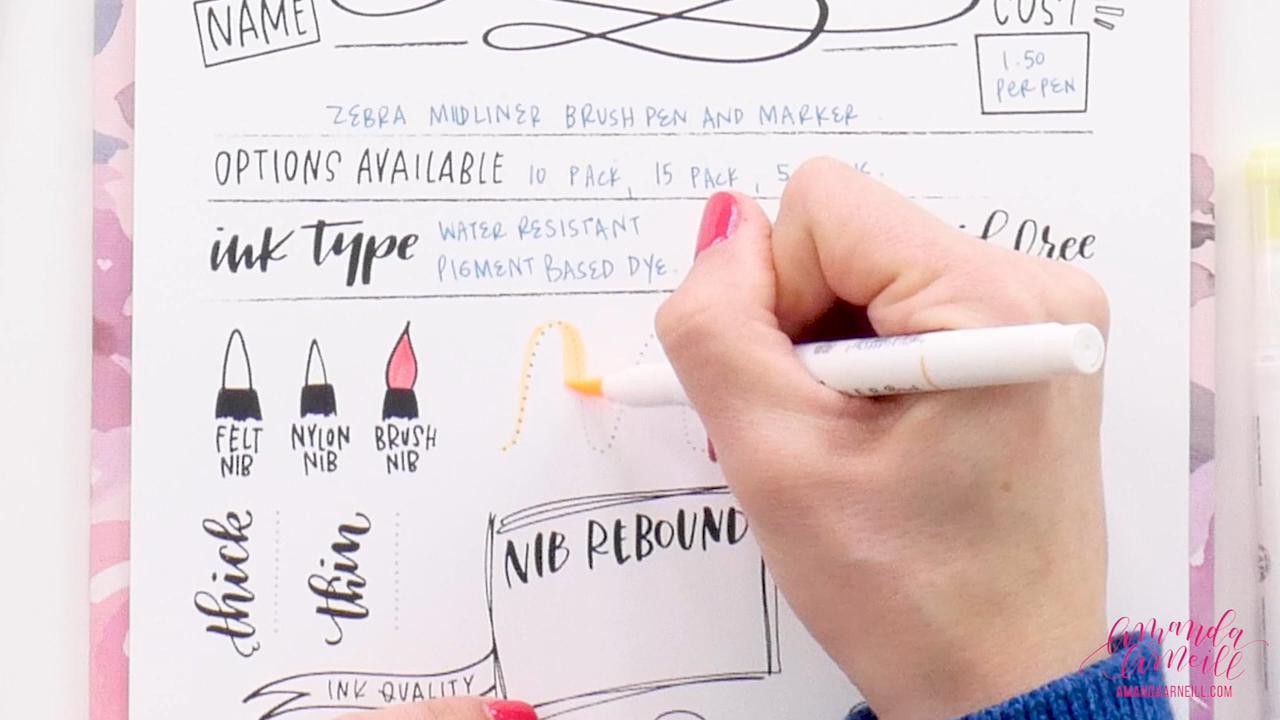 NAME
COST
1.50
PER PEN
ZEBRA MIDLINER BRUSH PEN AND MARKER
OPTIONS AVAILABLE 10 PACK, 15 PACK, 5
ink type WATER RESISTANT
PIGMENT BASED DYE.
FELT NIB
NYLON NIB
BRUSH NIB
thick
thin
NIB REBOUND
INK QUALITY
amanda arneill
AMANDAARNEILL.COM